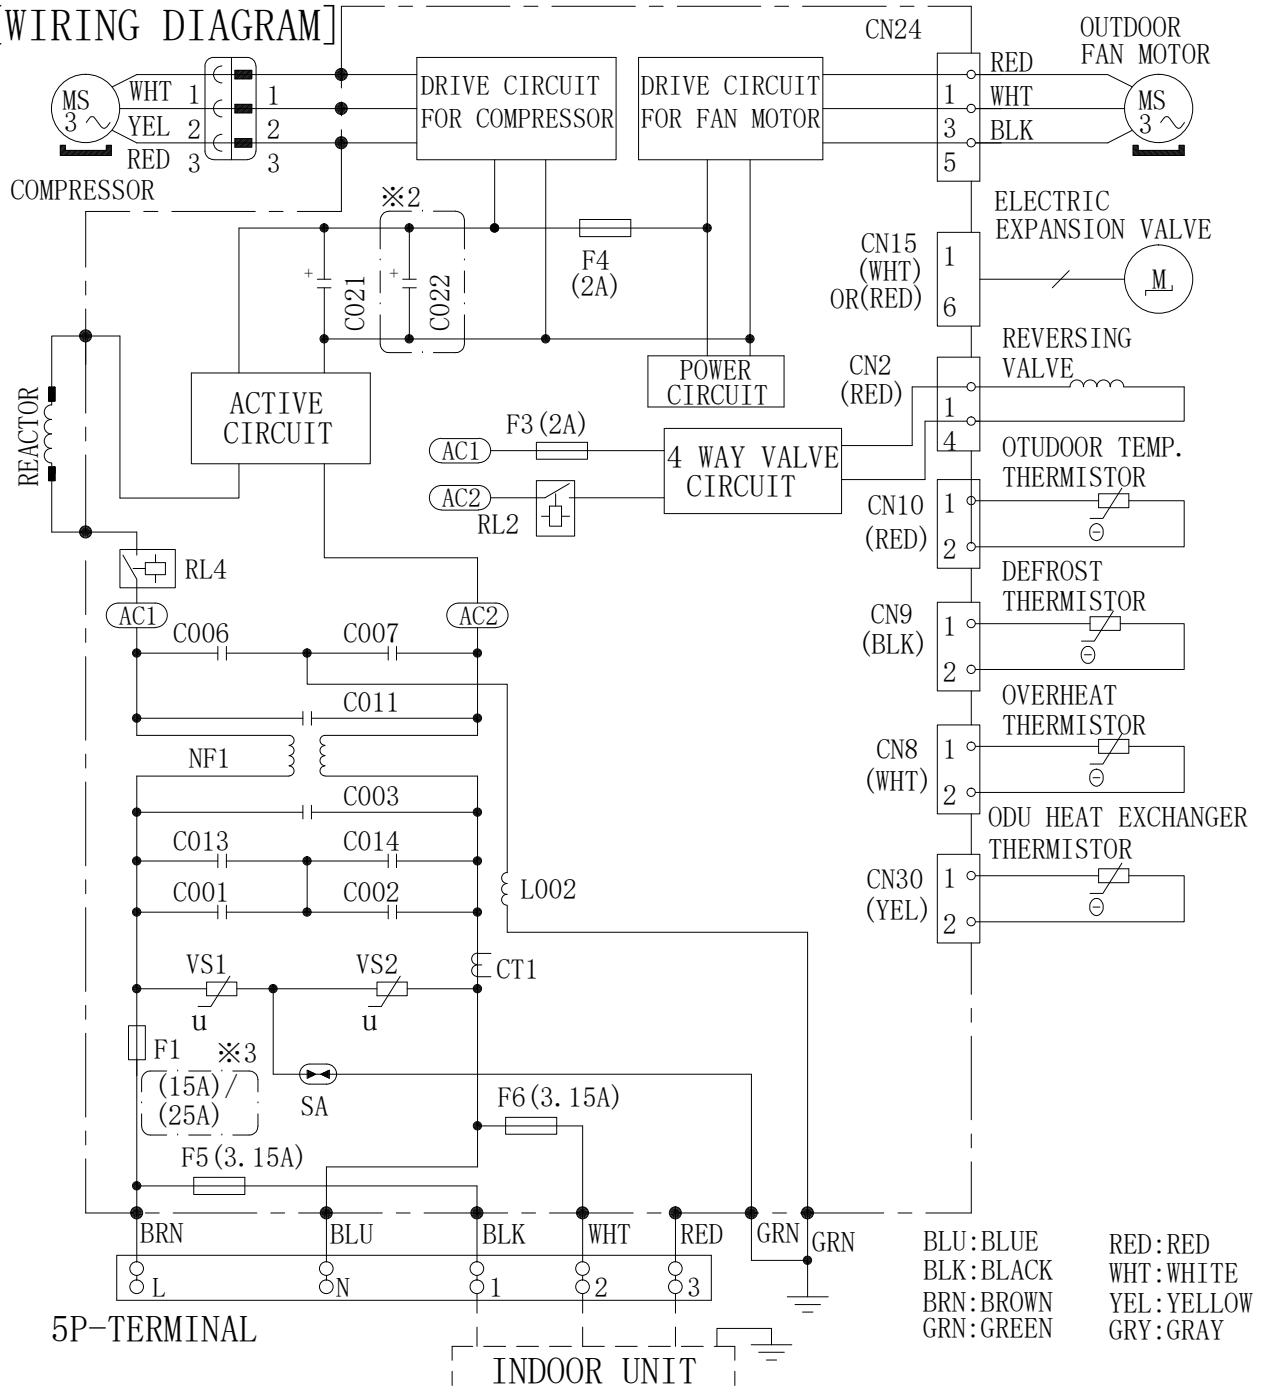 [WIRING DIAGRAM]
CN24
OUTDOOR
FAN MOTOR
MS
3
WHT
YEL
RED
1
2
3
1
2
3
COMPRESSOR
DRIVE CIRCUIT
FOR COMPRESSOR
DRIVE CIRCUIT
FOR FAN MOTOR
1
3
5
RED
WHT
BLK
MS
3
※2
+
C021
+
C022
F4
(2A)
CN15
(WHT)
OR(RED)
1
6
ELECTRIC
EXPANSION VALVE
M
REACTOR
ACTIVE
CIRCUIT
POWER
CIRCUIT
CN2
(RED)
1
4
REVERSING
VALVE
AC1
F3(2A)
AC2
RL2
4 WAY VALVE
CIRCUIT
OTUDOOR TEMP.
THERMISTOR
CN10
(RED)
1
2
RL4
AC1
AC2
DEFROST
THERMISTOR
CN9
(BLK)
1
2
C006
C007
C011
NF1
OVERHEAT
THERMISTOR
CN8
(WHT)
1
2
C003
C013
C014
C001
C002
L002
ODU HEAT EXCHANGER
THERMISTOR
CN30
(YEL)
1
2
VS1
VS2
CT1
u
u
F1
※3
(15A)/
(25A)
SA
F6(3.15A)
F5(3.15A)
BRN
BLU
BLK
WHT
RED
GRN
GRN
L
N
1
2
3
5P-TERMINAL
INDOOR UNIT
BLU:BLUE
RED:RED
BLK:BLACK
WHT:WHITE
BRN:BROWN
YEL:YELLOW
GRN:GREEN
GRY:GRAY